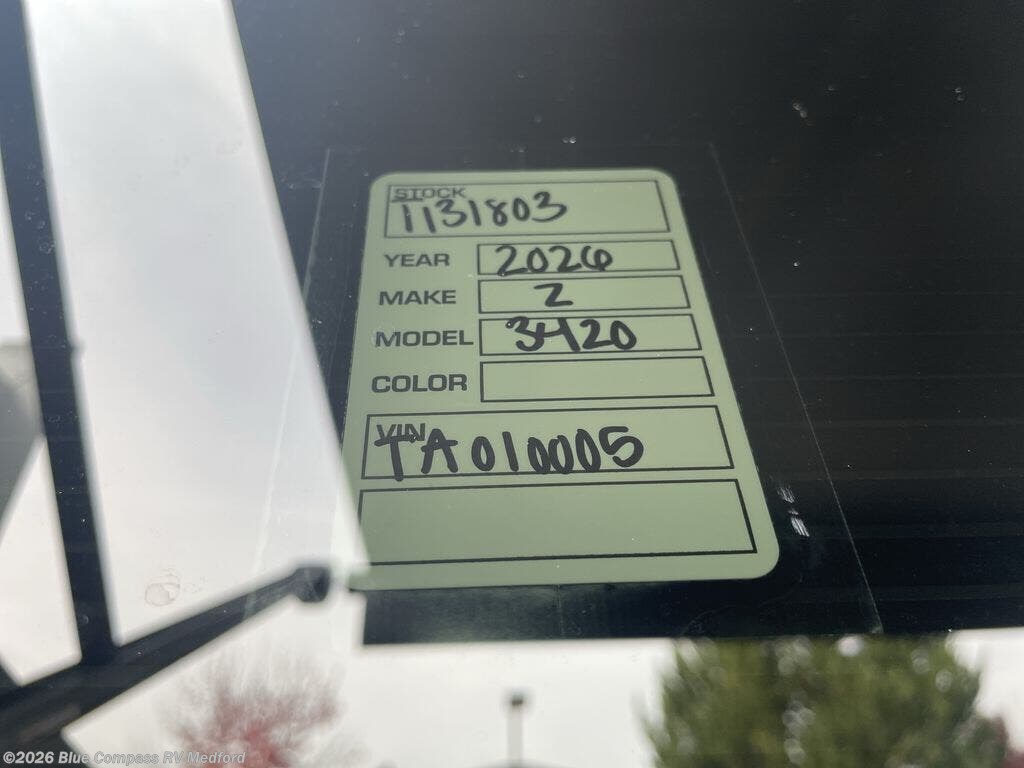 STOCK
1131803
YEAR 2026
MAKE Z
MODEL 3420
COLOR
VIN
TA010005
©2026 Blue Compass RV Medford